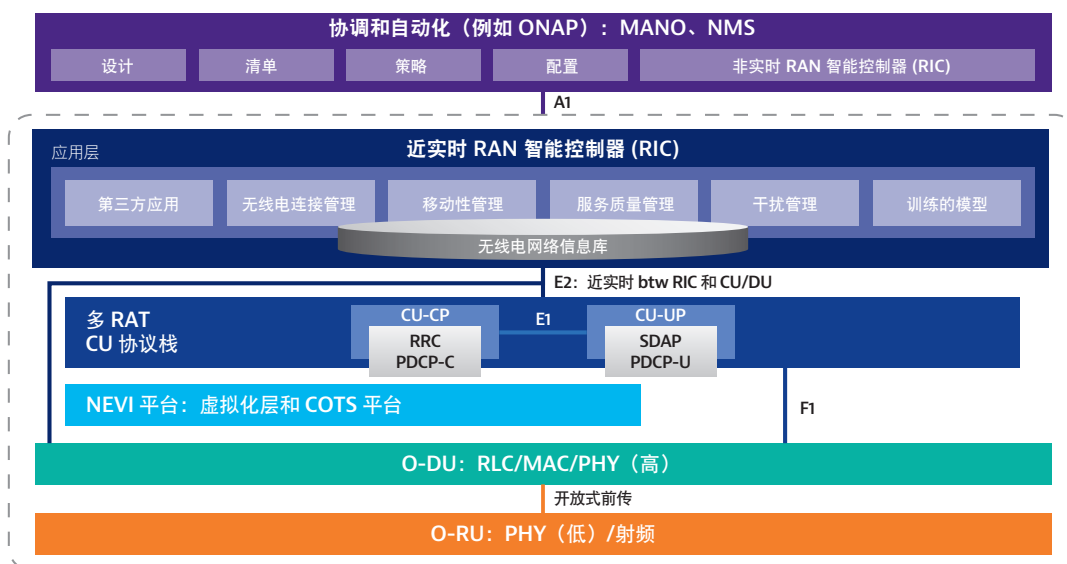 协调和自动化（例如 ONAP）：MANO、NMS
设计
清单
策略
配置
非实时 RAN 智能控制器 (RIC)
A1
应用层
近实时 RAN 智能控制器 (RIC)
第三方应用
无线电连接管理
移动性管理
服务质量管理
干扰管理
训练的模型
无线电网络信息库
E2：近实时 btw RIC 和 CU/DU
多 RAT
CU 协议栈
CU-CP
RRC
PDCP-C
E1
CU-UP
SDAP
PDCP-U
NEVI 平台：虚拟化层和 COTS 平台
F1
O-DU：RLC/MAC/PHY（高）
开放式前传
O-RU：PHY（低）/射频